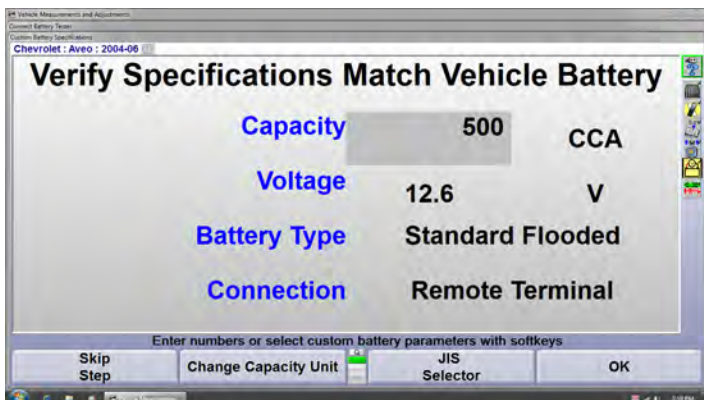 Vehicle Measurements and Adjustments
Connect Battery Tester
Custom Battery Specifications
Chevrolet : Aveo : 2004-06
Verify Specifications Match Vehicle Battery
Capacity 500 CCA
Voltage 12.6 V
Battery Type Standard Flooded
Connection Remote Terminal
Enter numbers or select custom battery parameters with softkeys
Skip Step
Change Capacity Unit
JIS Selector
OK